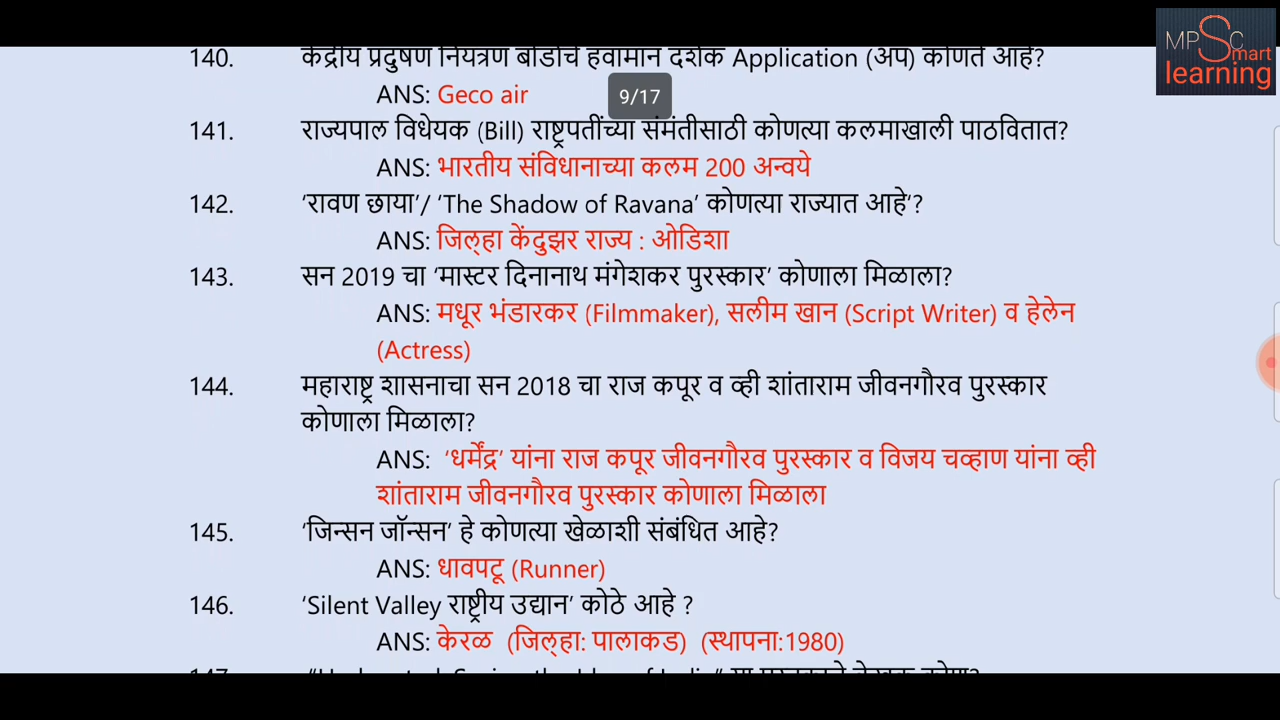 MPSC Smart learning
140. केंद्रीय प्रदुषण नियंत्रण बोर्डाचे हवामान दर्शक Application (अ‍ॅप) कोणते आहे?
ANS: Geco air
9/17
141. राज्यपाल विधेयक (Bill) राष्ट्रपतींच्या संमंतीसाठी कोणत्या कलमाखाली पाठवितात?
ANS: भारतीय संविधानाच्या कलम 200 अन्वये
142. ‘रावण छाया’/ ‘The Shadow of Ravana’ कोणत्या राज्यात आहे‘?
ANS: जिल्हा केंदुझर राज्य : ओडिशा
143. सन 2019 चा ‘मास्टर दिनानाथ मंगेशकर पुरस्कार’ कोणाला मिळाला?
ANS: मधूर भंडारकर (Filmmaker), सलीम खान (Script Writer) व हेलेन
(Actress)
144. महाराष्ट्र शासनाचा सन 2018 चा राज कपूर व व्ही शांताराम जीवनगौरव पुरस्कार
कोणाला मिळाला?
ANS: ‘धर्मेंद्र’ यांना राज कपूर जीवनगौरव पुरस्कार व विजय चव्हाण यांना व्ही
शांताराम जीवनगौरव पुरस्कार कोणाला मिळाला
145. ‘जिन्सन जॉन्सन’ हे कोणत्या खेळाशी संबंधित आहे?
ANS: धावपटू (Runner)
146. ‘Silent Valley राष्ट्रीय उद्यान’ कोठे आहे ?
ANS: केरळ (जिल्हा: पालाकड) (स्थापना:1980)